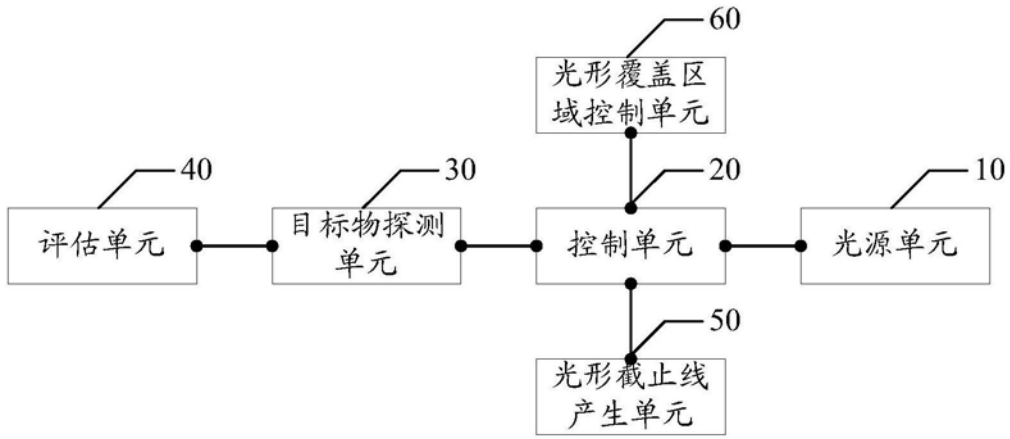 60
光形覆盖区
域控制单元
40
30
20
10
评估单元
目标物探测
单元
控制单元
光源单元
50
光形截止线
产生单元